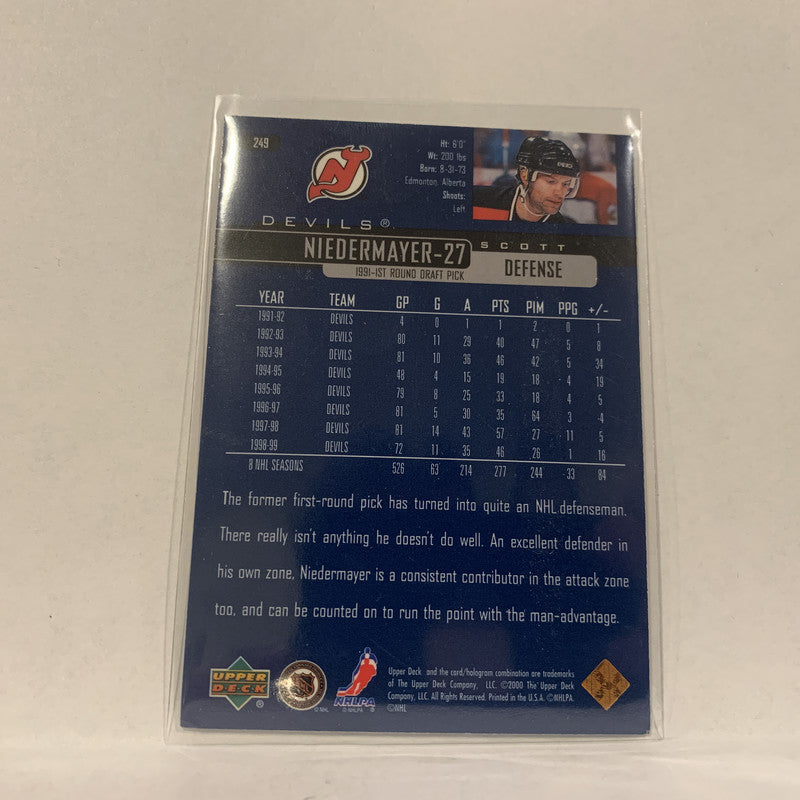 249
Ht: 6'0"
Wt: 200 lbs
Born: 8-31-73
Edmonton, Alberta
Shoots:
Left
DEVILS®
NIEDERMAYER-27 SCOTT
1991-1ST ROUND DRAFT PICK DEFENSE
YEAR TEAM GP G A PTS PIM PPG +/-
1991-92 DEVILS 4 0 1 1 2 0 1
1992-93 DEVILS 80 11 29 40 47 5 8
1993-94 DEVILS 81 10 36 46 42 5 34
1994-95 DEVILS 48 4 15 19 18 4 19
1995-96 DEVILS 79 8 25 33 18 4 5
1996-97 DEVILS 81 5 30 35 64 3 -4
1997-98 DEVILS 81 14 43 57 27 11 5
1998-99 DEVILS 72 11 35 46 26 1 16
8 NHL SEASONS 526 63 214 277 244 33 84
The former first-round pick has turned into quite an NHL defenseman.
There really isn't anything he doesn't do well. An excellent defender in
his own zone, Niedermayer is a consistent contributor in the attack zone
too, and can be counted on to run the point with the man-advantage.
UPPER
DECK
®
© NHL
NHLPA
© NHLPA ®
Upper Deck and the card/hologram combination are trademarks
of The Upper Deck Company, LLC. ©2000 The Upper Deck
Company, LLC. All Rights Reserved. Printed in the U.S.A. ©NHLPA.
©NHL